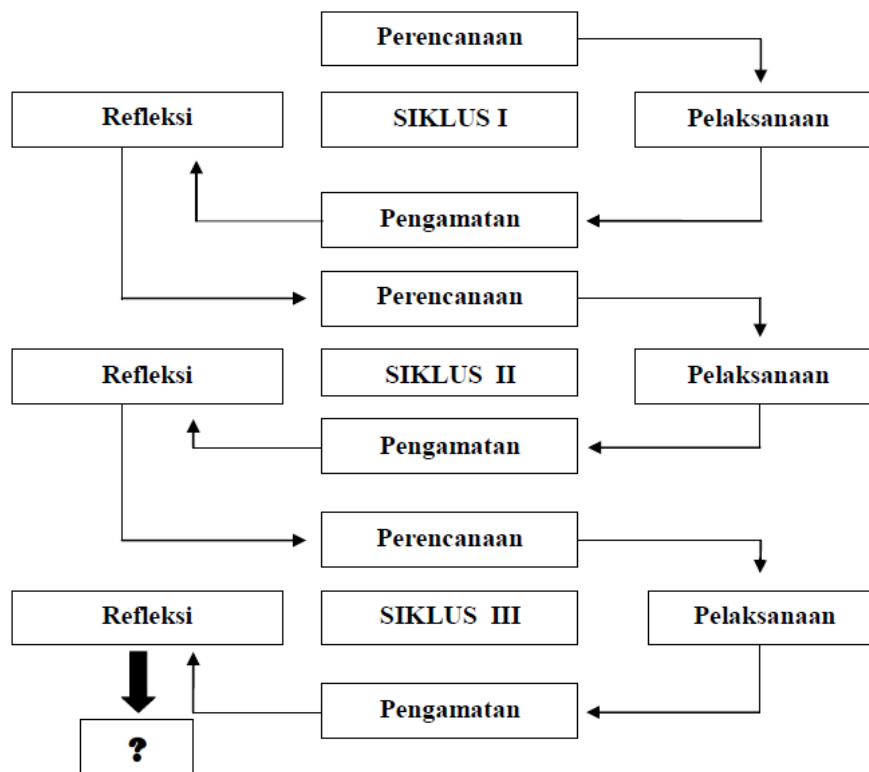 Perencanaan
Refleksi
SIKLUS I
Pelaksanaan
Pengamatan
Perencanaan
Refleksi
SIKLUS II
Pelaksanaan
Pengamatan
Perencanaan
Refleksi
SIKLUS III
Pelaksanaan
Pengamatan
?